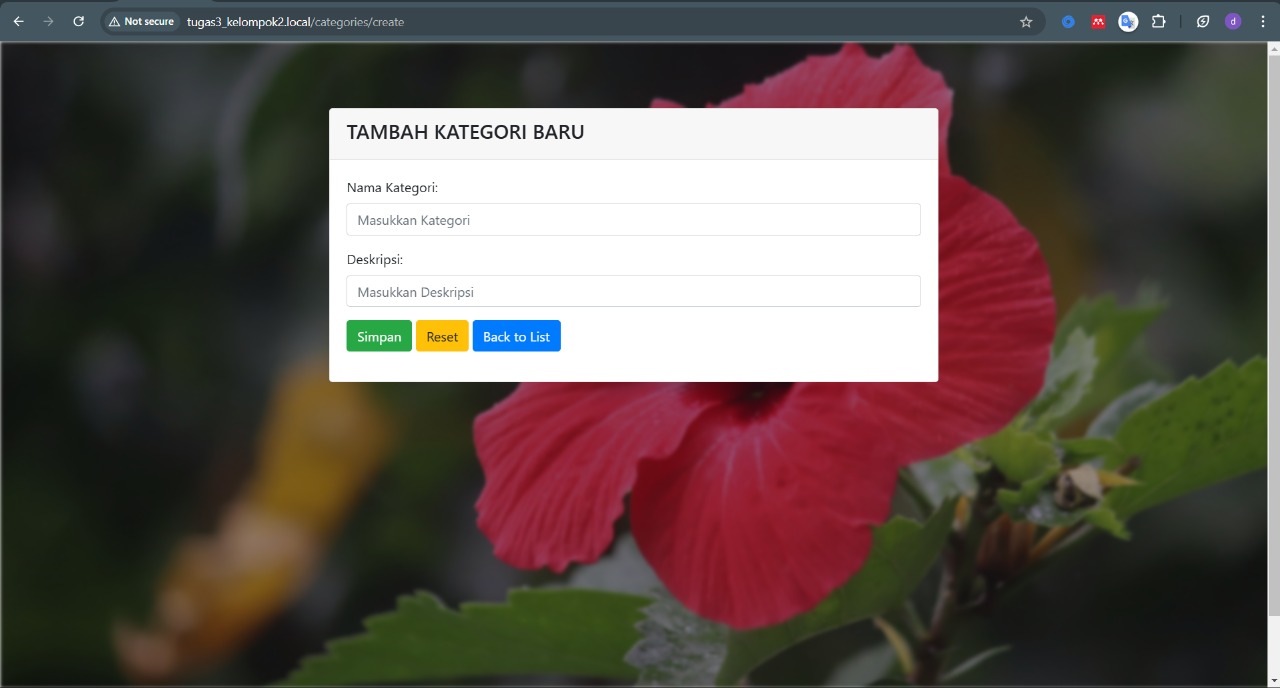 Not secure
tugas3_kelompok2.local/categories/create
d
TAMBAH KATEGORI BARU
Nama Kategori:
Masukkan Kategori
Deskripsi:
Masukkan Deskripsi
Simpan Reset Back to List